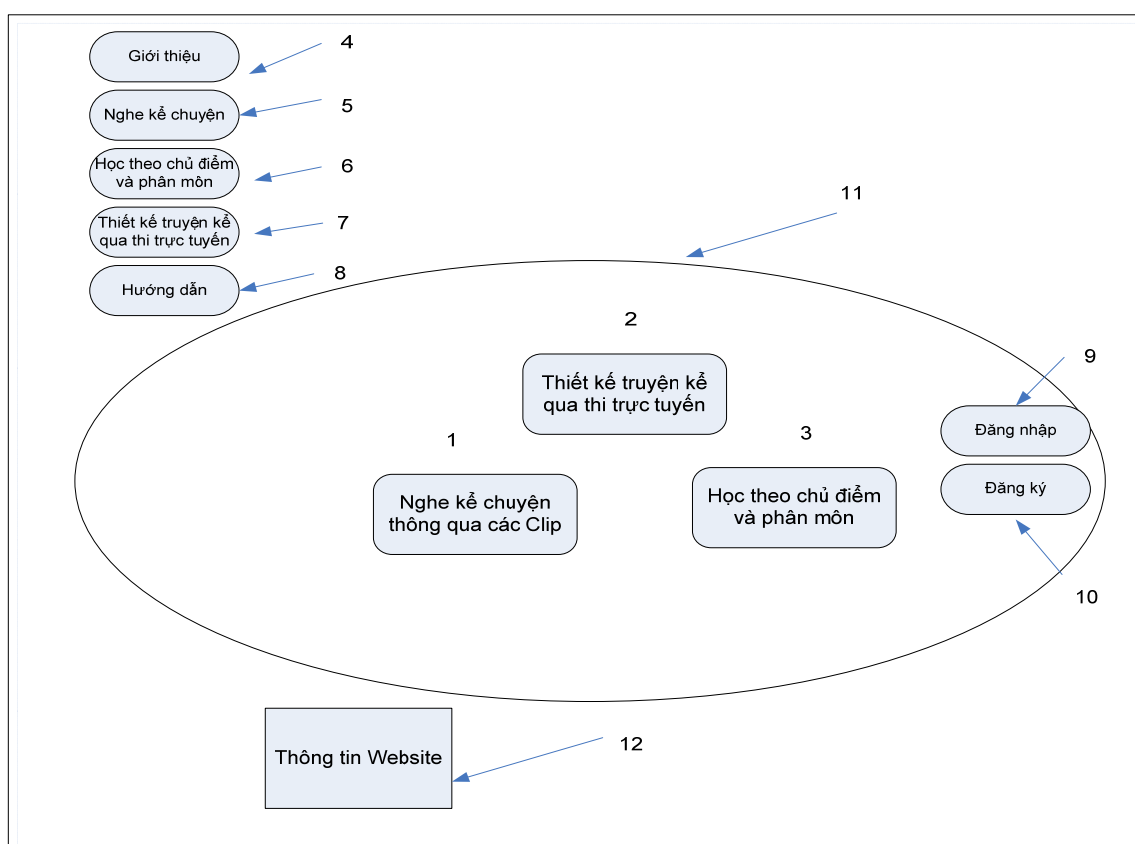 Giới thiệu
4
Nghe kể chuyện
5
Học theo chủ điểm
và phân môn
6
Thiết kế truyện kể
qua thi trực tuyến
7
Hướng dẫn
8
11
2
Thiết kế truyện kể
qua thi trực tuyến
9
Đăng nhập
1
3
Nghe kể chuyện
thông qua các Clip
Học theo chủ điểm
và phân môn
Đăng ký
10
Thông tin Website
12